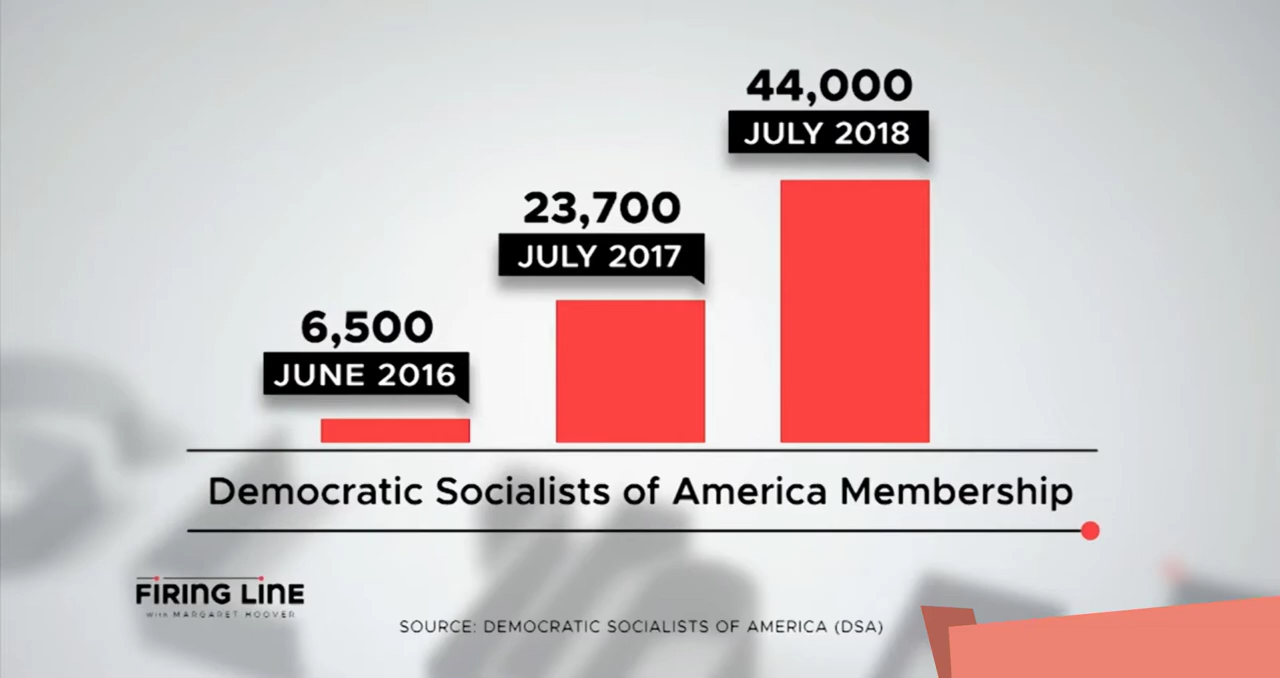 44,000
JULY 2018
23,700
JULY 2017
6,500
JUNE 2016
Democratic Socialists of America Membership
FIRING LINE
With MARGARET HOOVER
SOURCE: DEMOCRATIC SOCIALISTS OF AMERICA (DSA)